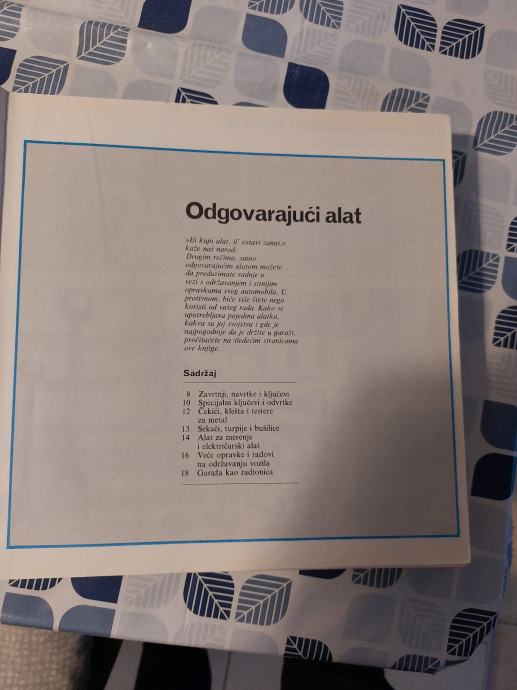 Odgovarajući alat
»Ili kupi alat, il' ostavi zanat,«
kaže naš narod.
Drugim rečima, samo
odgovarajućim alatom možete
da preduzimate radnje u
vezi s održavanjem i sitnijim
opravkama svog automobila. U
protivnom, biće više štete nego
koristi od vašeg rada. Kako se
upotrebljava pojedina alatka,
kakva su joj svojstva i gde je
najpogodnije da je držite u garaži,
pročitaćete na sledećim stranicama
ove knjige.
Sadržaj
8 Zavrtnji, navrtke i ključevi
10 Specijalni ključevi i odvrtke
12 Čekići, klešta i testere
za metal
13 Sekači, turpije i bušilice
14 Alat za merenje
i električarski alat
16 Veće opravke i radovi
na održavanju vozila
18 Garaža kao radionica